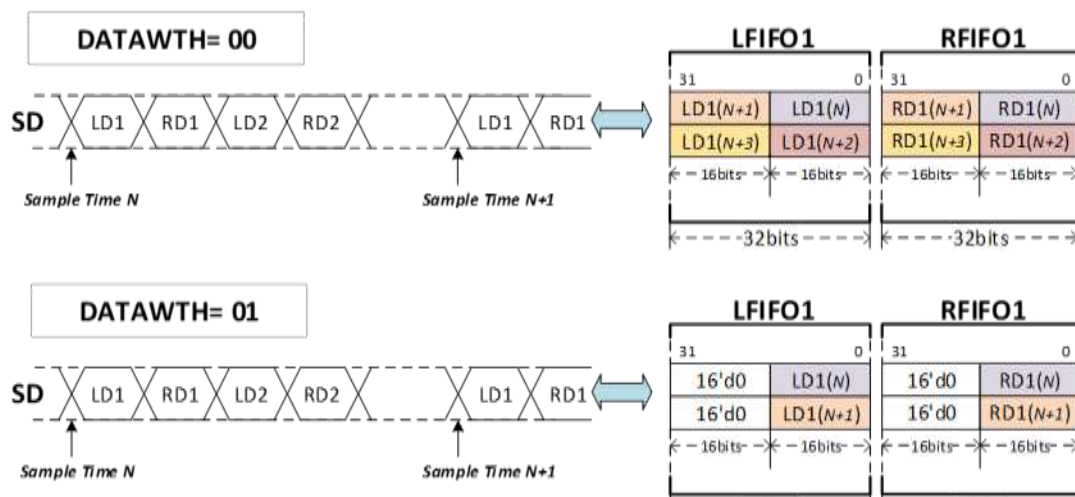 DATAWTH= 00
LFIFO1 RFIFO1
31 0 31 0
SD LD1 RD1 LD2 RD2 LD1 RD1 LD1(N+1) LD1(N) RD1(N+1) RD1(N)
LD1(N+3) LD1(N+2) RD1(N+3) RD1(N+2)
16bits 16bits 16bits 16bits
Sample Time N Sample Time N+1
32bits 32bits
DATAWTH= 01
LFIFO1 RFIFO1
31 0 31 0
SD LD1 RD1 LD2 RD2 LD1 RD1 16'd0 LD1(N) 16'd0 RD1(N)
16'd0 LD1(N+1) 16'd0 RD1(N+1)
16bits 16bits 16bits 16bits
Sample Time N Sample Time N+1